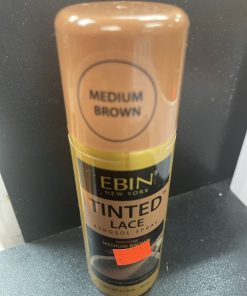 MEDIUM
BROWN
EBIN
NEW YORK
TINTED
LACE
AEROSOL SPRAY
MEDIUM BROWN